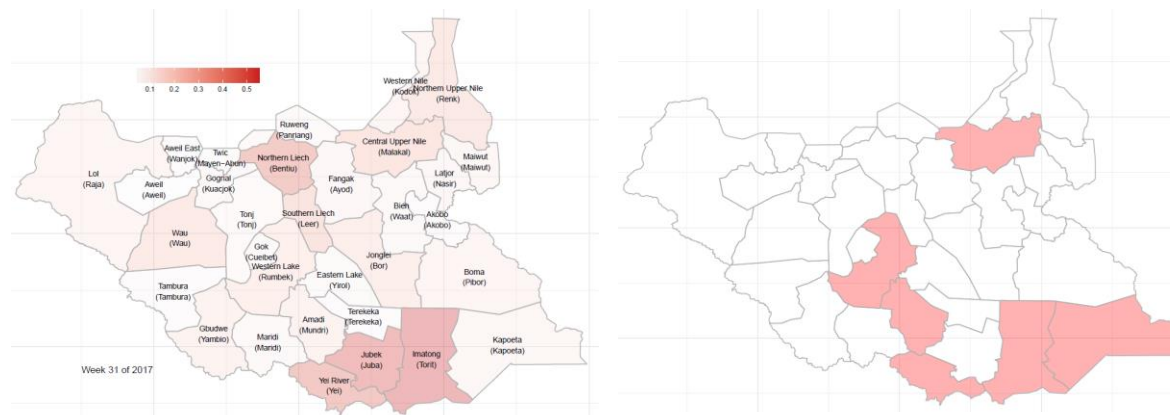 Western Nile
(Kodok)
Northern Upper Nile
(Renk)
0.1 0.2 0.3 0.4 0.5
Ruweng
(Panriang)
Central Upper Nile
(Malakal)
Aweil East
(Wanjok)
Twic
(Mayen-Abun)
Northern Liech
(Bentiu)
Maiwut
(Maiwut)
Lol
(Raja)
Aweil
(Aweil)
Gogrial
(Kuacjok)
Fangak
(Ayod)
Latjor
(Nasir)
Bieh
(Waat)
Tonj
(Tonj)
Southern Liech
(Leer)
Akobo
(Akobo)
Wau
(Wau)
Gok
(Cueibet)
Jonglei
(Bor)
Western Lake
(Rumbek)
Eastern Lake
(Yirol)
Boma
(Pibor)
Tambura
(Tambura)
Terekeka
(Terekeka)
Amadi
(Mundri)
Gbudwe
(Yambio)
Maridi
(Maridi)
Kapoeta
(Kapoeta)
Jubek
(Juba)
Imatong
(Torit)
Week 31 of 2017
Yei River
(Yei)